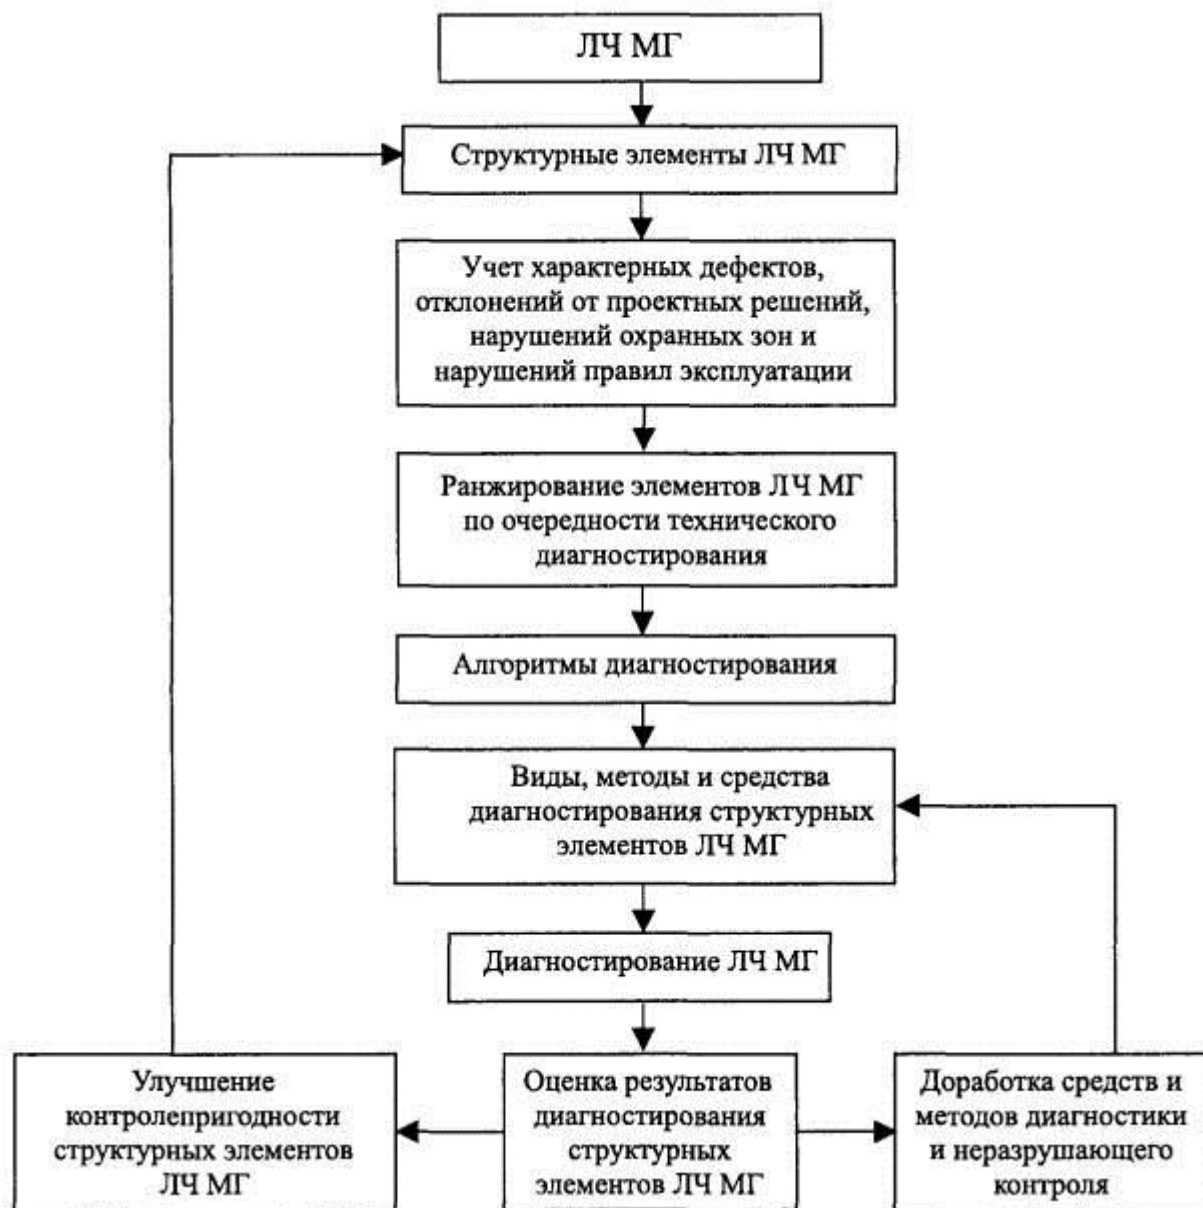 ЛЧ МГ
Структурные элементы ЛЧ МГ
Учет характерных дефектов,
отклонений от проектных решений,
нарушений охранных зон и
нарушений правил эксплуатации
Ранжирование элементов ЛЧ МГ
по очередности технического
диагностирования
Алгоритмы диагностирования
Виды, методы и средства
диагностирования структурных
элементов ЛЧ МГ
Диагностирование ЛЧ МГ
Улучшение
контролепригодности
структурных элементов
ЛЧ МГ
Оценка результатов
диагностирования
структурных
элементов ЛЧ МГ
Доработка средств и
методов диагностики
и неразрушающего
контроля